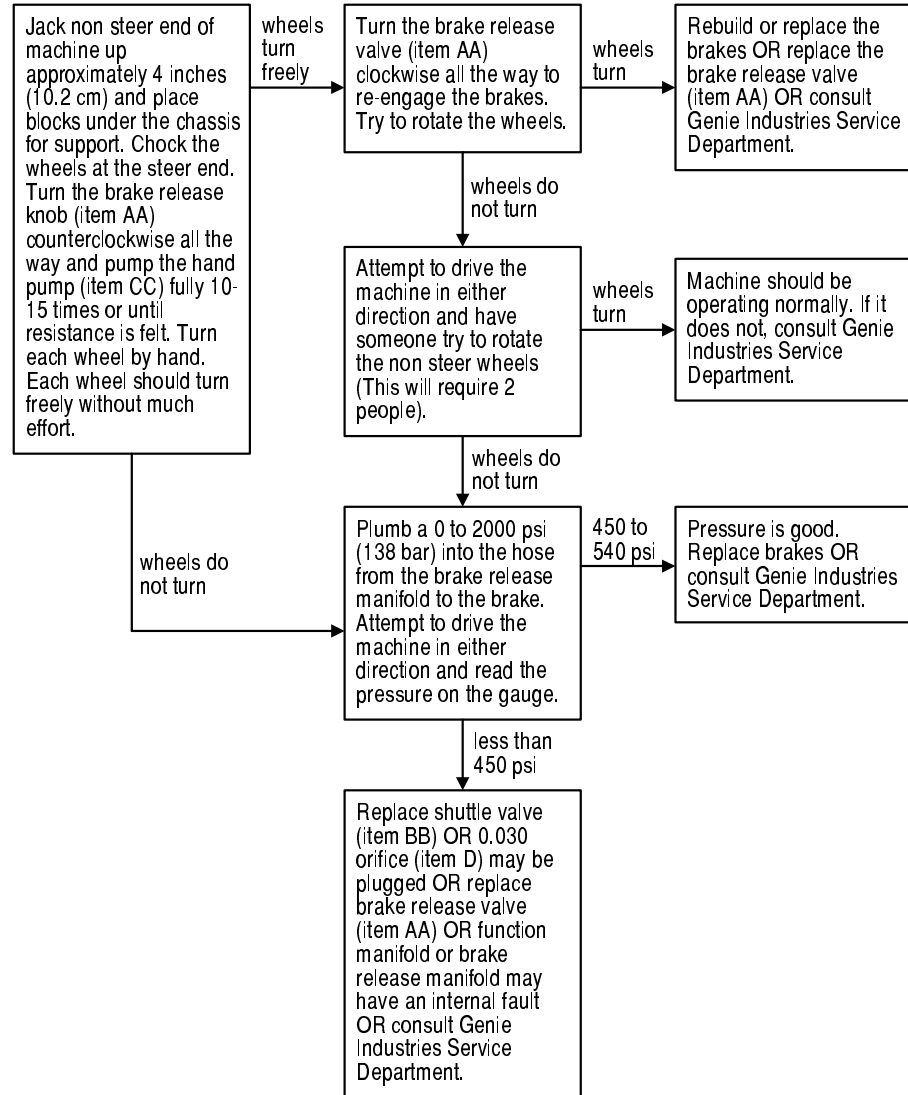 Jack non steer end of
machine up
approximately 4 inches
(10.2 cm) and place
blocks under the chassis
for support. Chock the
wheels at the steer end.
Turn the brake release
knob (item AA)
counterclockwise all the
way and pump the hand
pump (item CC) fully 10-
15 times or until
resistance is felt. Turn
each wheel by hand.
Each wheel should turn
freely without much
effort.
wheels
turn
freely
Turn the brake release
valve (item AA)
clockwise all the way to
re-engage the brakes.
Try to rotate the wheels.
wheels
turn
Rebuild or replace the
brakes OR replace the
brake release valve
(item AA) OR consult
Genie Industries Service
Department.
wheels do
not turn
Attempt to drive the
machine in either
direction and have
someone try to rotate
the non steer wheels
(This will require 2
people).
wheels
turn
Machine should be
operating normally. If it
does not, consult Genie
Industries Service
Department.
wheels do
not turn
wheels do
not turn
Plumb a 0 to 2000 psi
(138 bar) into the hose
from the brake release
manifold to the brake.
Attempt to drive the
machine in either
direction and read the
pressure on the gauge.
450 to
540 psi
Pressure is good.
Replace brakes OR
consult Genie Industries
Service Department.
less than
450 psi
Replace shuttle valve
(item BB) OR 0.030
orifice (item D) may be
plugged OR replace
brake release valve
(item AA) OR function
manifold or brake
release manifold may
have an internal fault
OR consult Genie
Industries Service
Department.